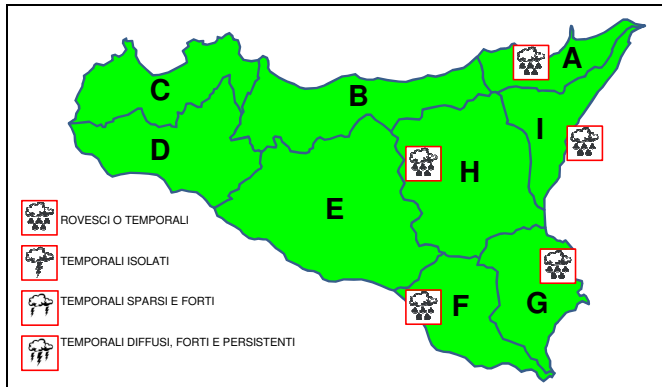 A
B
C
I
D
H
E
ROVESCI O TEMPORALI
TEMPORALI ISOLATI
TEMPORALI SPARSI E FORTI
F
G
TEMPORALI DIFFUSI, FORTI E PERSISTENTI